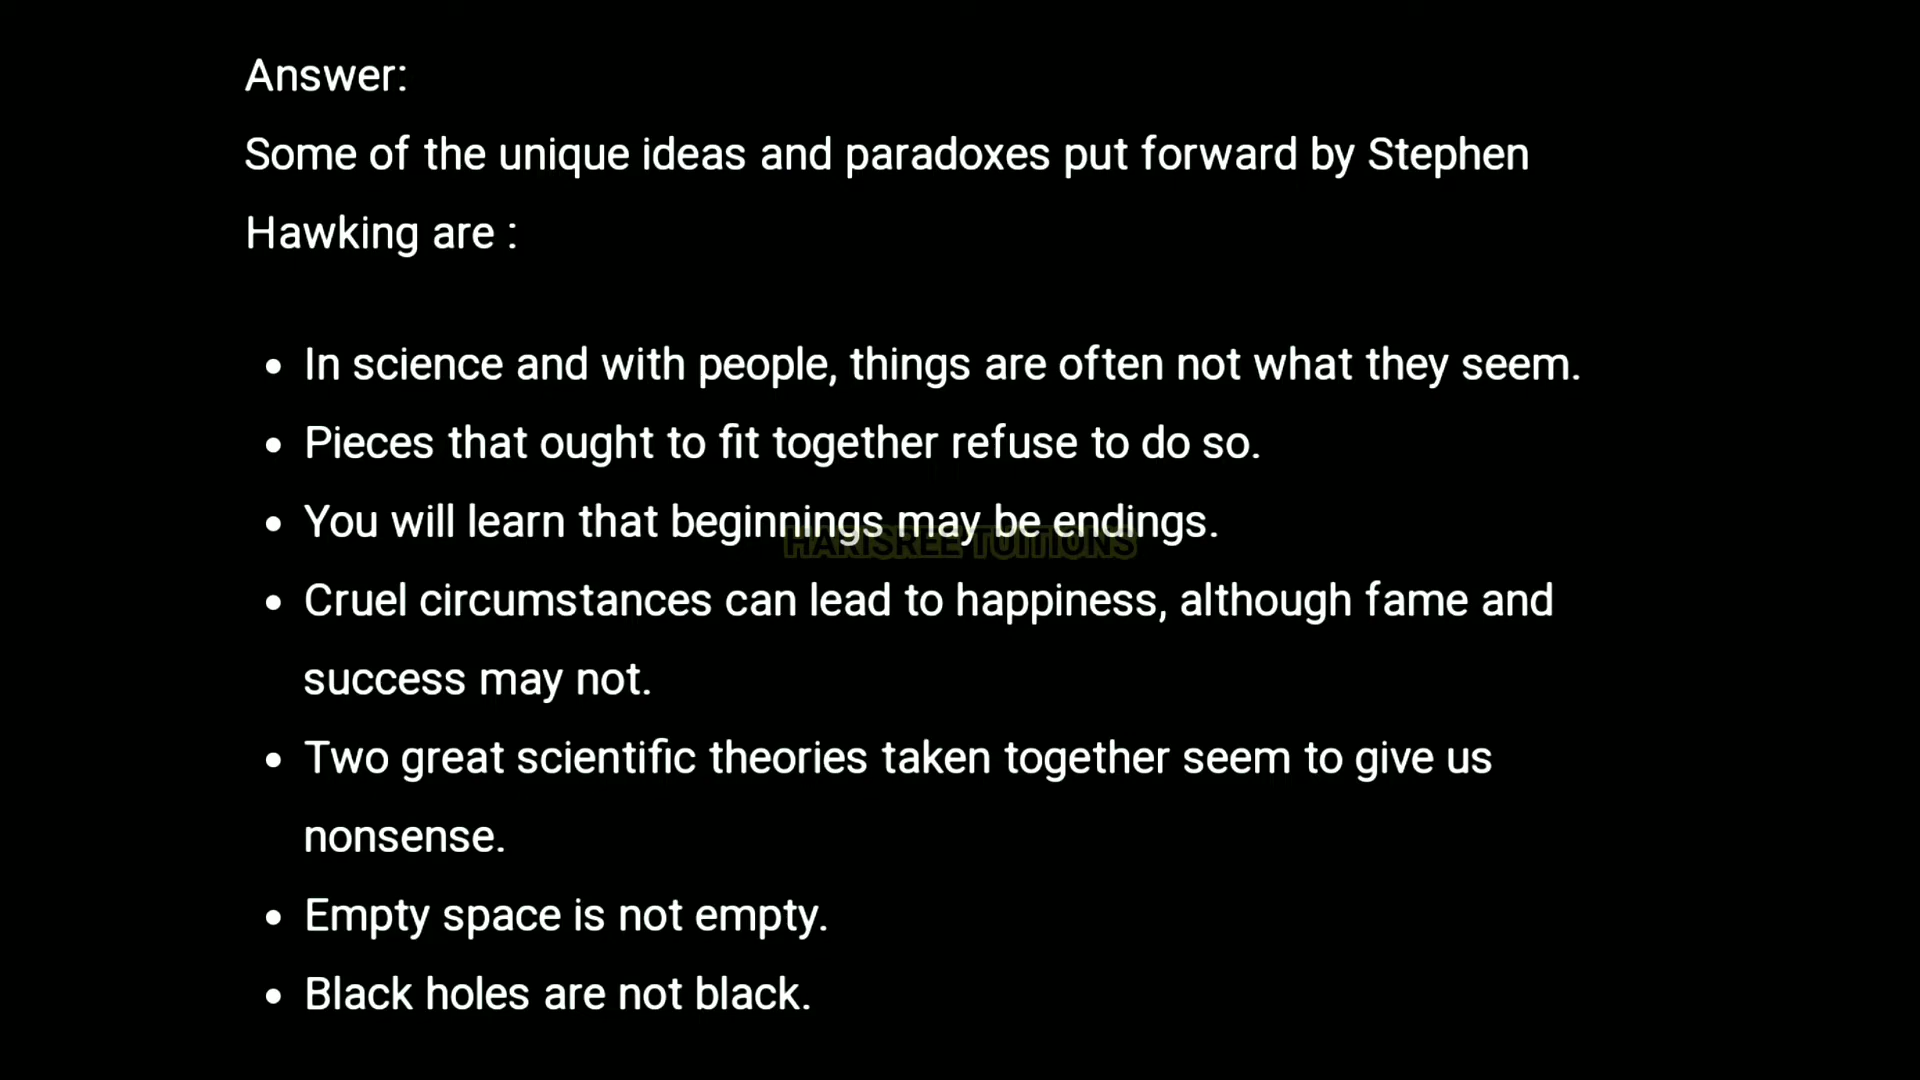 Answer:
Some of the unique ideas and paradoxes put forward by Stephen
Hawking are :
• In science and with people, things are often not what they seem.
• Pieces that ought to fit together refuse to do so.
• You will learn that beginnings may be endings.
HARISREE TUITIONS
• Cruel circumstances can lead to happiness, although fame and
success may not.
• Two great scientific theories taken together seem to give us
nonsense.
• Empty space is not empty.
• Black holes are not black.